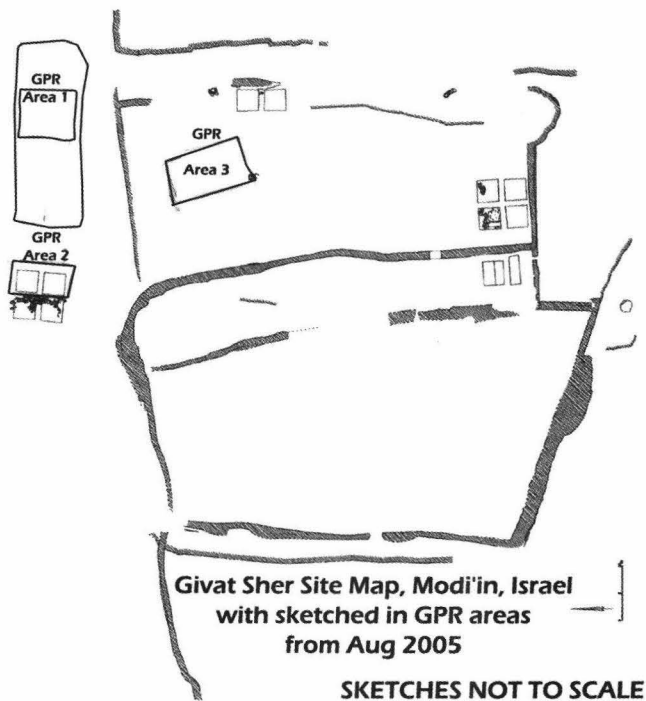 GPR
Area 1
GPR
Area 3
GPR
Area 2
Givat Sher Site Map, Modi'in, Israel
with sketched in GPR areas
from Aug 2005
SKETCHES NOT TO SCALE